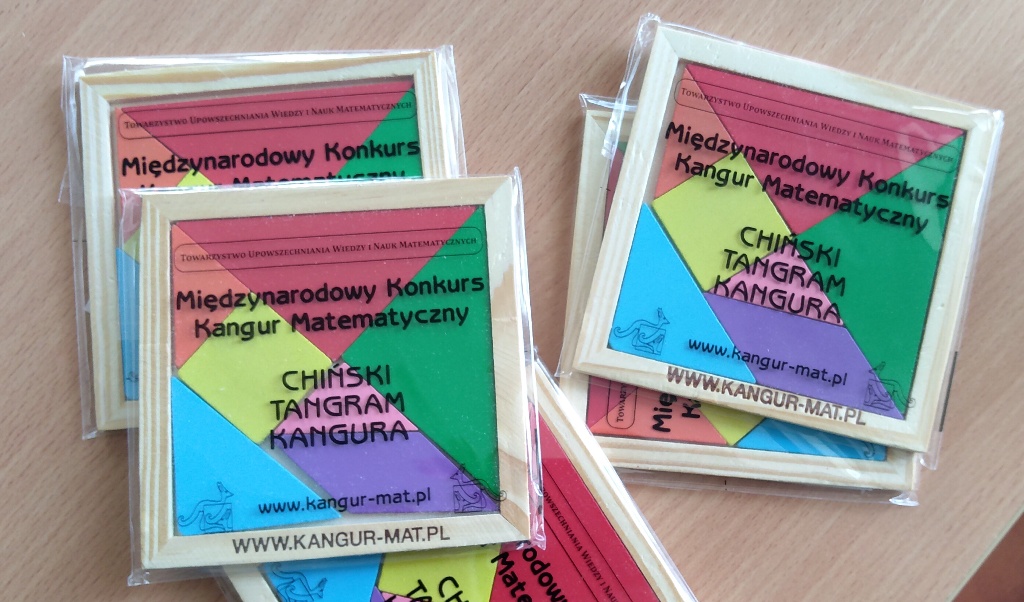 Towarzystwo Upowszechniania Wiedzy i Nauk Matematycznych
Międzynarodowy Konkurs
Kangur Matematyczny
Towarzystwo Upowszechniania Wiedzy i Nauk Matematycznych
Międzynarodowy Konkurs
Kangur Matematyczny
CHIŃSKI
TANGRAM
KANGURA
www.kangur-mat.pl
WWW.KANGUR-MAT.PL
Towarzystwo Upowszechniania Wiedzy i Nauk Matematycznych
Międzynarodowy Konkurs
Kangur Matematyczny
CHIŃSKI
TANGRAM
KANGURA
www.kangur-mat.pl
WWW.KANGUR-MAT.PL